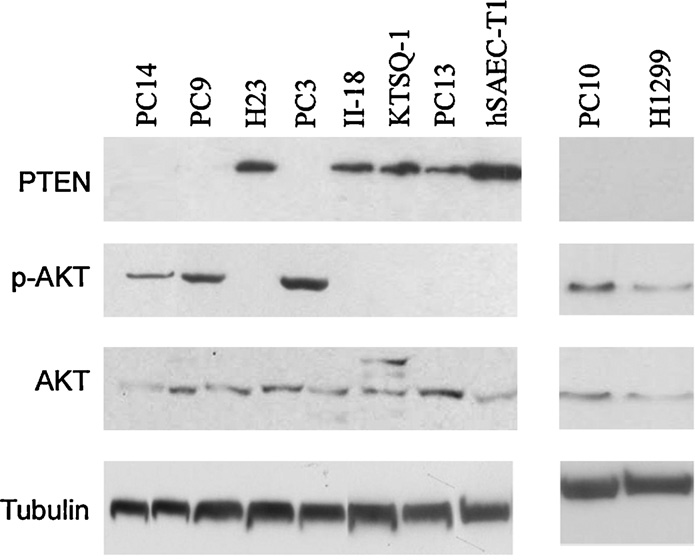 PC14
PC9
H23
PC3
II-18
KTSQ-1
PC13
hSAEC-T1
PC10
H1299
PTEN
p-AKT
AKT
Tubulin